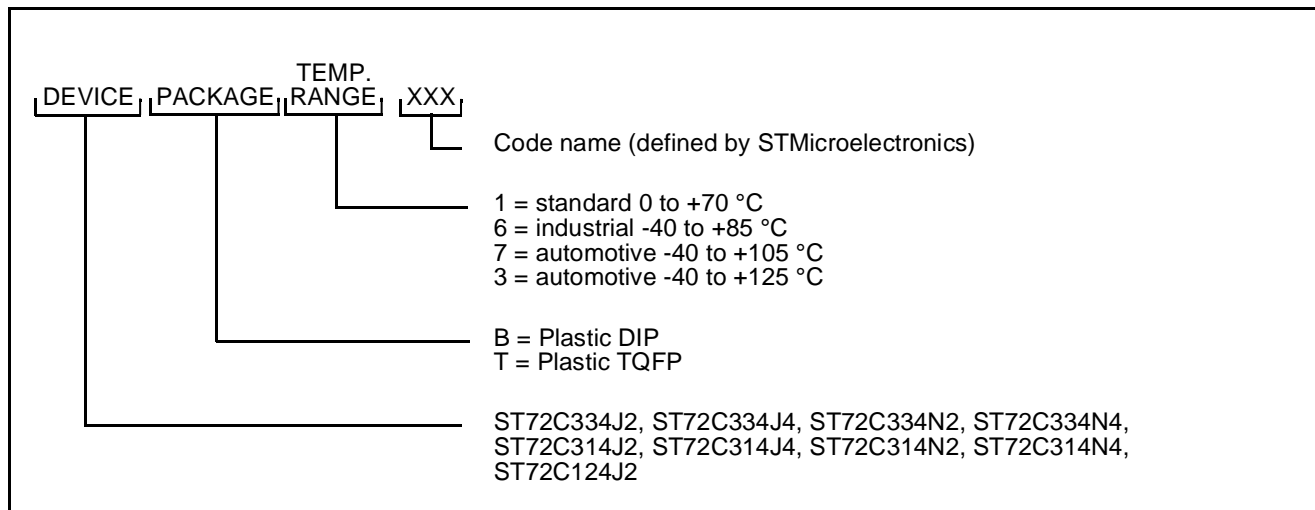 TEMP.
DEVICE PACKAGE RANGE XXX
Code name (defined by STMicroelectronics)
1 = standard 0 to +70 °C
6 = industrial -40 to +85 °C
7 = automotive -40 to +105 °C
3 = automotive -40 to +125 °C
B = Plastic DIP
T = Plastic TQFP
ST72C334J2, ST72C334J4, ST72C334N2, ST72C334N4,
ST72C314J2, ST72C314J4, ST72C314N2, ST72C314N4,
ST72C124J2